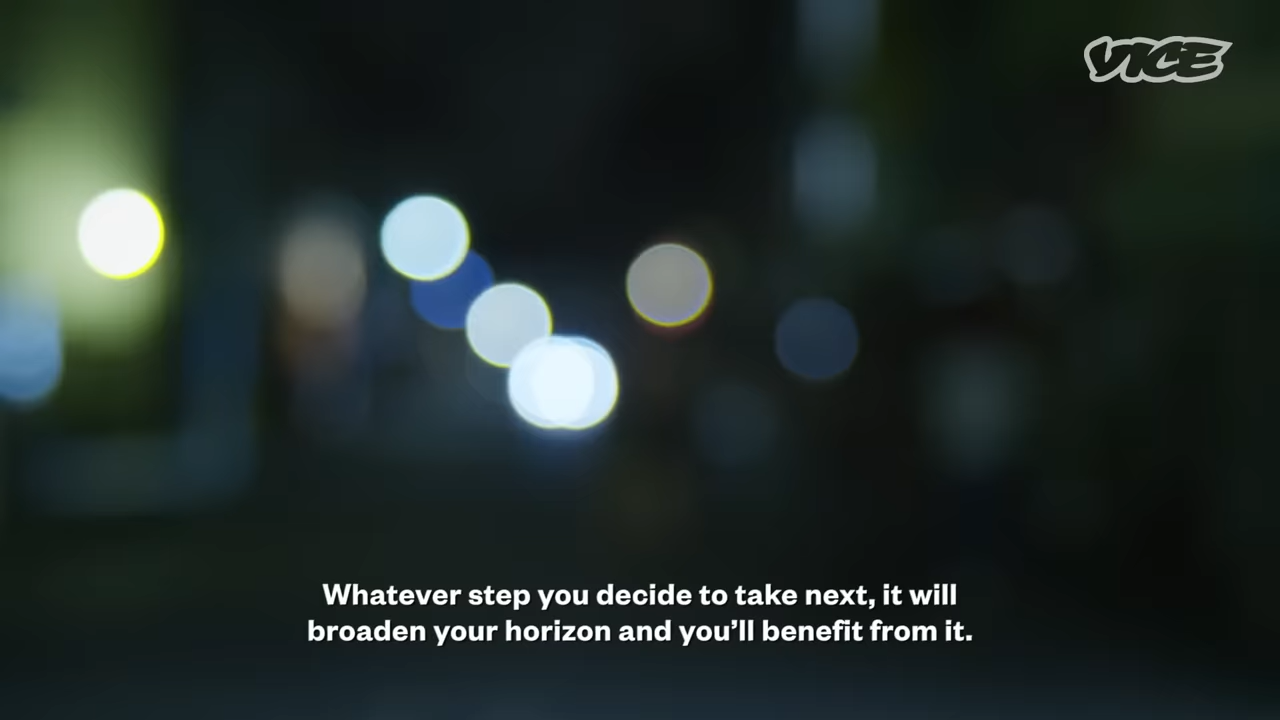 VICE
Whatever step you decide to take next, it will
broaden your horizon and you’ll benefit from it.